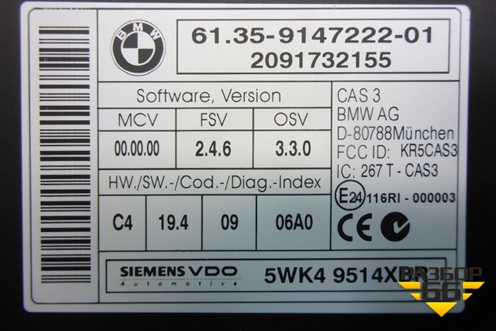 BMW
61.35-9147222-01
2091732155
Software, Version
MCV FSV OSV
00.00.00 2.4.6 3.3.0
HW./SW.-/Cod.-/Diag.-Index
C4 19.4 09 06A0
CAS 3
BMW AG
D-80788München
FCC ID: KR5CAS3
IC: 267 T - CAS3
E24 116RI - 000003
CE
SIEMENS VDO
Automotive
5WK4 9514XBR
РАЗБОР
66